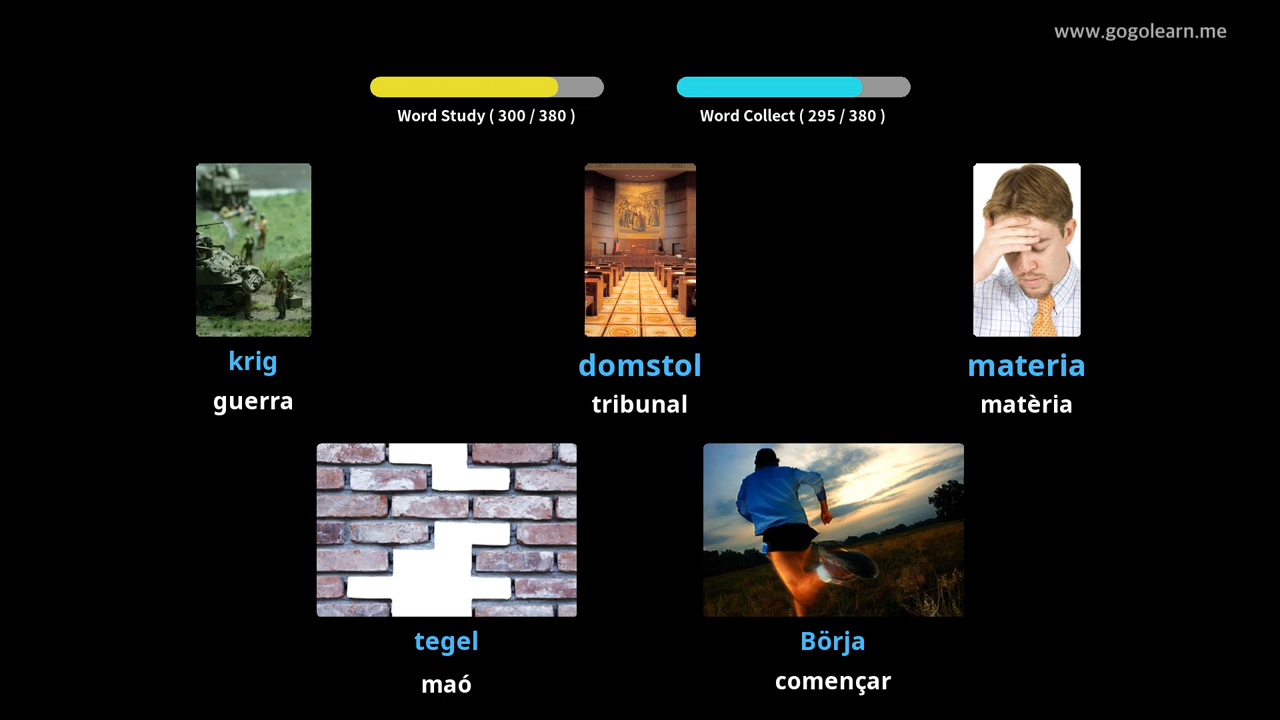 www.gogolearn.me
Word Study ( 300 / 380 )
Word Collect ( 295 / 380 )
krig
guerra
domstol
tribunal
materia
matèria
tegel
maó
Börja
començar